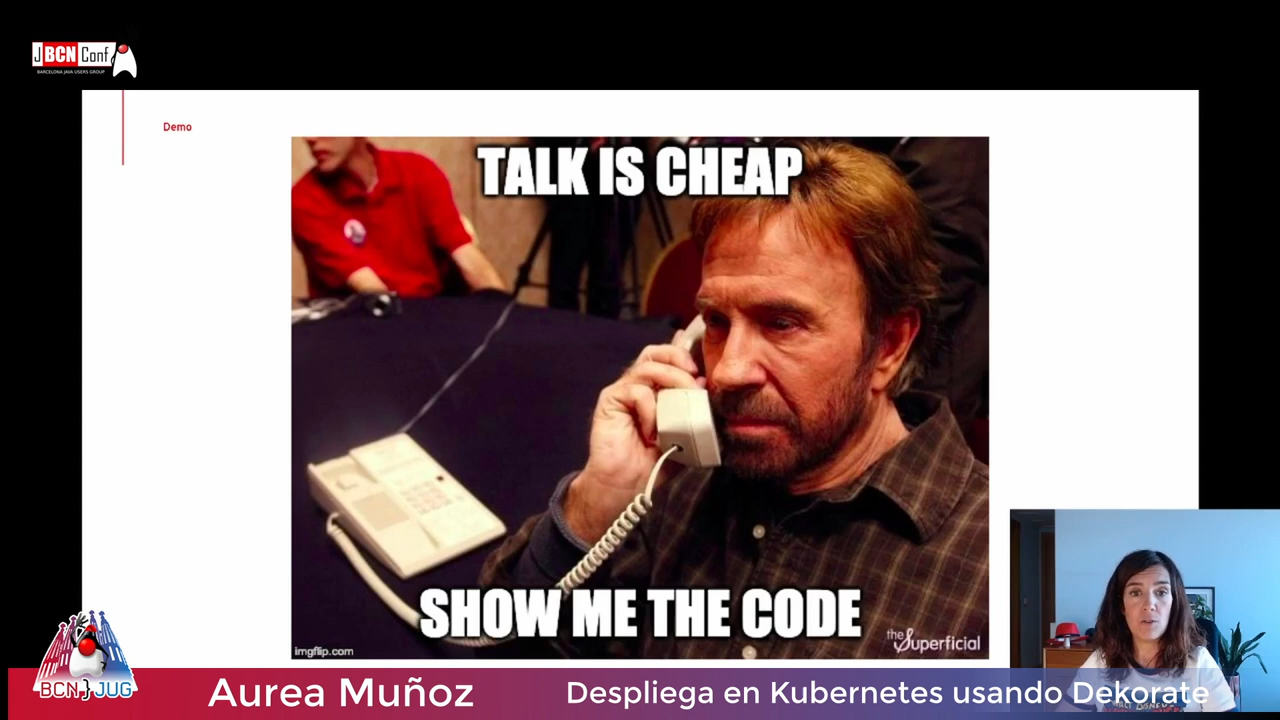 JBCNConf
BARCELONA JAVA USERS GROUP
Demo
TALK IS CHEAP
SHOW ME THE CODE
imgflip.com
the Superficial
BCN JUG
Aurea Muñoz
Despliega en Kubernetes usando Dekorate